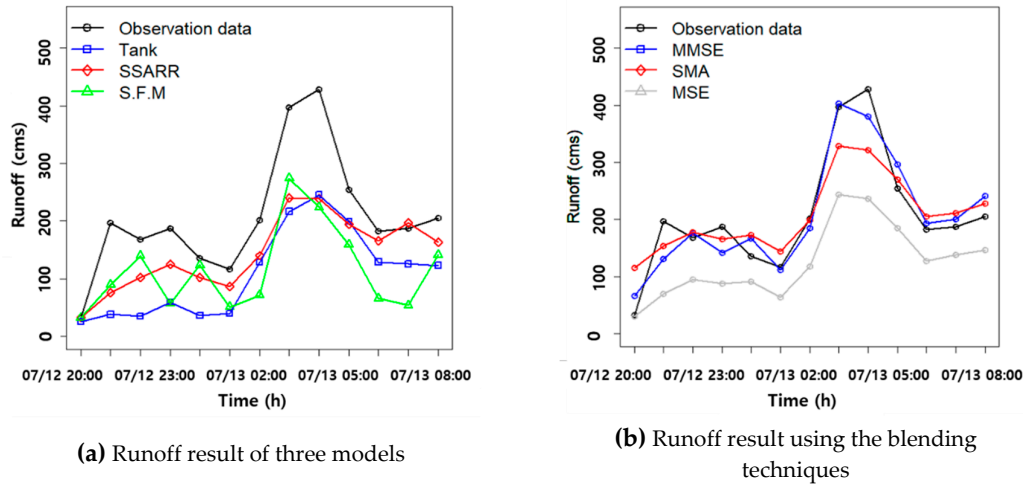 Observation data
Tank
SSARR
S.F.M
500
400
300
200
100
0
Runoff (cms)
07/12 20:00 07/12 23:00 07/13 02:00 07/13 05:00 07/13 08:00
Time (h)
(a) Runoff result of three models
Observation data
MMSE
SMA
MSE
500
400
300
200
100
0
Runoff (cms)
07/12 20:00 07/12 23:00 07/13 02:00 07/13 05:00 07/13 08:00
Time (h)
(b) Runoff result using the blending
techniques